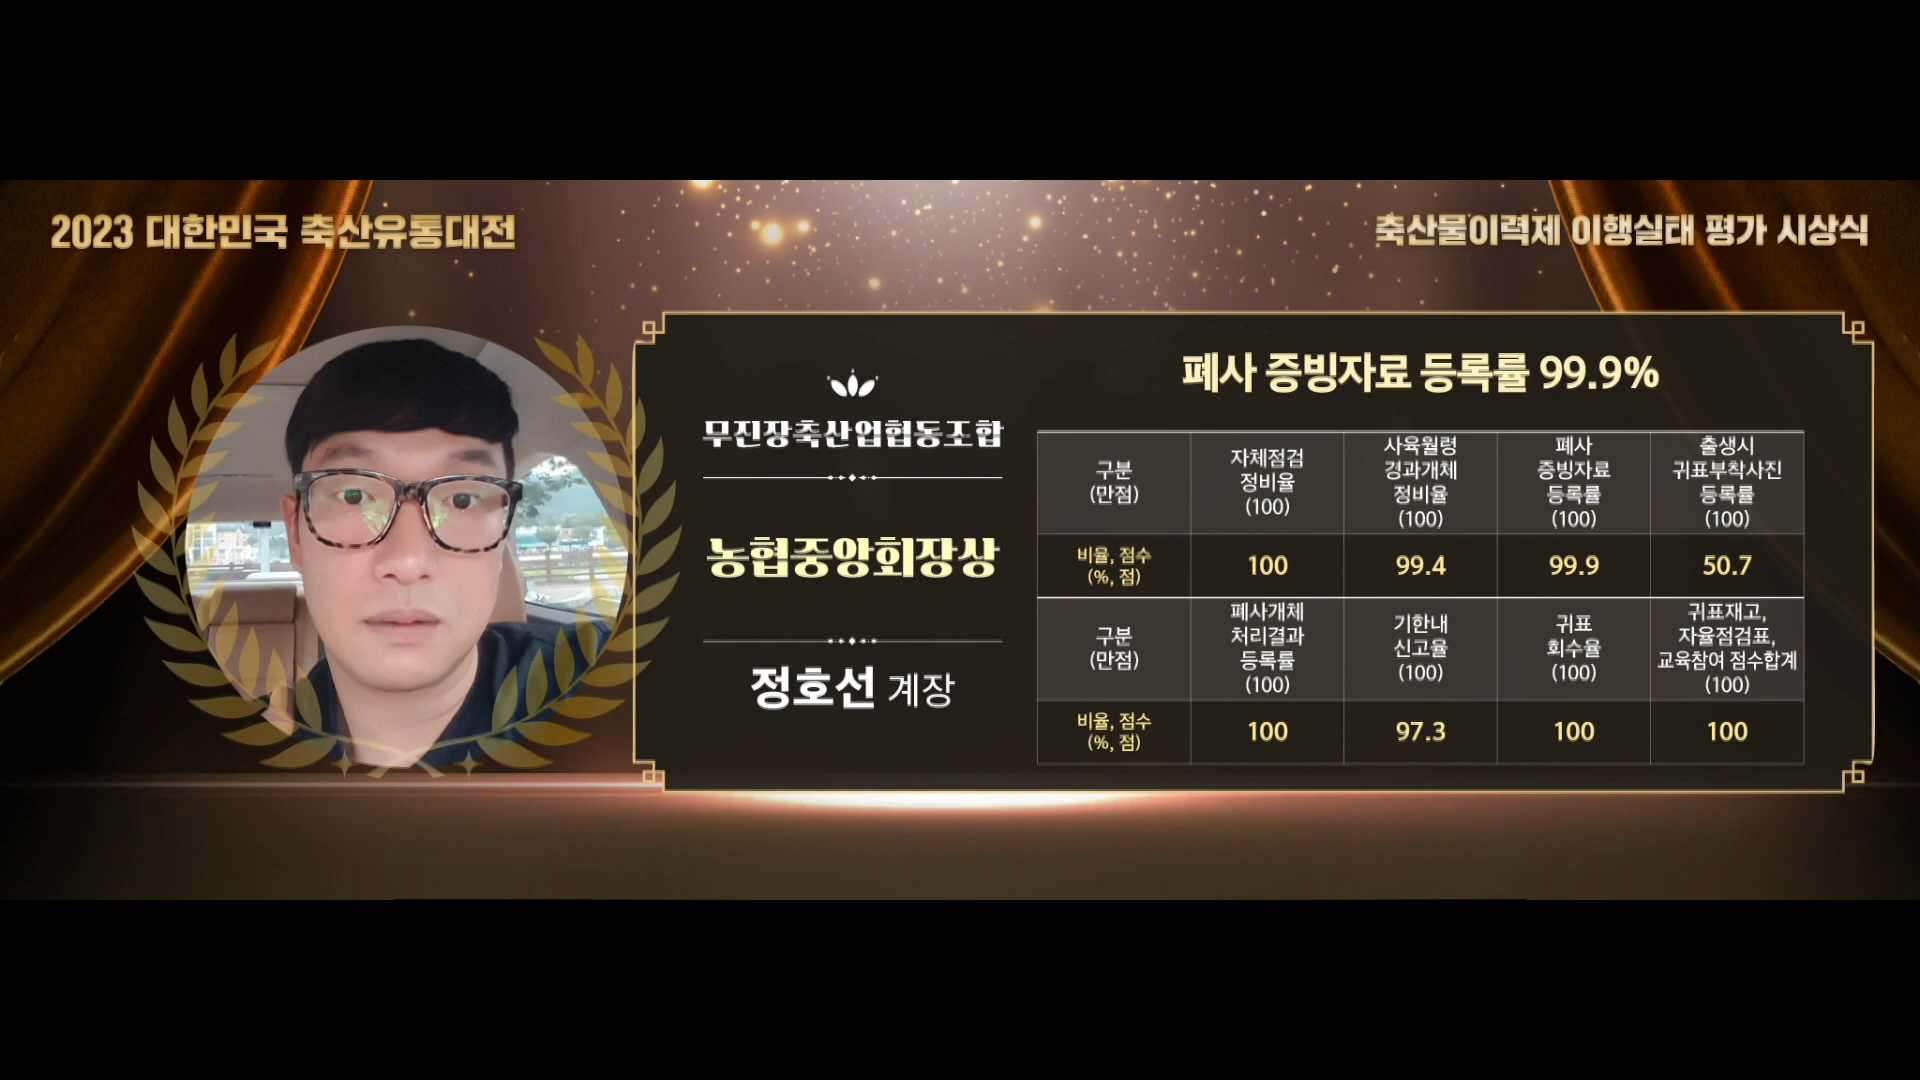 2023 대한민국 축산유통대전
축산물이력제 이행실태 평가 시상식
무진장축산업협동조합
농협중앙회장상
정호선 계장
폐사 증빙자료 등록률 99.9%
구분
(만점)
자체점검
정비율
(100)
사육월령
경과개체
정비율
(100)
폐사
증빙자료
등록률
(100)
출생시
귀표부착사진
등록률
(100)
비율, 점수
(%, 점)
100
99.4
99.9
50.7
구분
(만점)
폐사개체
처리결과
등록률
(100)
기한내
신고율
(100)
귀표
회수율
(100)
귀표재고,
자율점검표,
교육참여 점수합계
(100)
비율, 점수
(%, 점)
100
97.3
100
100